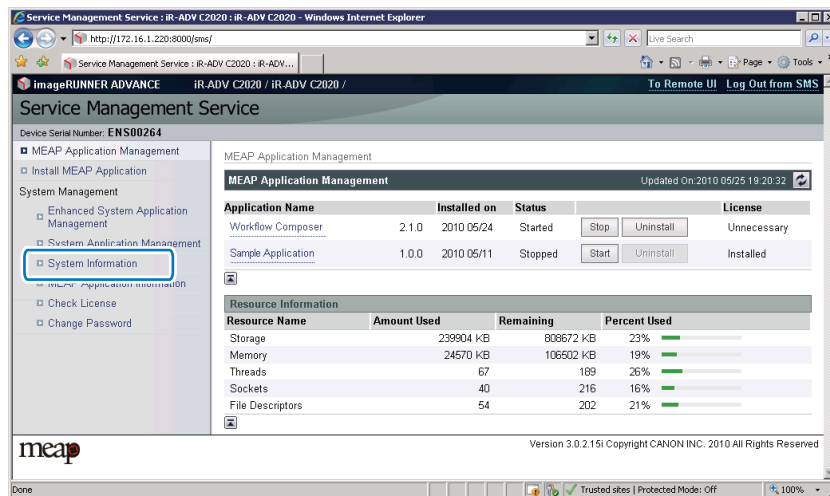 Service Management Service : iR-ADV C2020 : iR-ADV C2020 - Windows Internet Explorer
http://172.16.1.220:8000/sms/
Live Search
Service Management Service : iR-ADV C2020 : iR-ADV...
Page
Tools
imageRUNNER ADVANCE iR-ADV C2020 / iR-ADV C2020 /
To Remote UI Log Out from SMS
Service Management Service
Device Serial Number: ENS00264
MEAP Application Management
Install MEAP Application
System Management
Enhanced System Application
Management
System Application Management
System Information
MEAP Application Information
Check License
Change Password
MEAP Application Management
MEAP Application Management Updated On:2010 05/25 19:20:32
Application Name Installed on Status License
Workflow Composer 2.1.0 2010 05/24 Started Stop Uninstall Unnecessary
Sample Application 1.0.0 2010 05/11 Stopped Start Uninstall Installed
Resource Information
Resource Name Amount Used Remaining Percent Used
Storage 239904 KB 808672 KB 23%
Memory 24570 KB 106502 KB 19%
Threads 67 189 26%
Sockets 40 216 16%
File Descriptors 54 202 21%
meap
Version 3.0.2.15i Copyright CANON INC. 2010 All Rights Reserved
Done
Trusted sites | Protected Mode: Off
100%